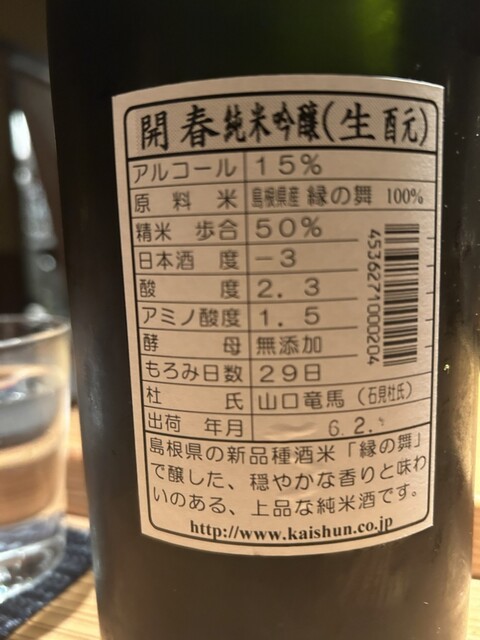 開春純米吟醸(生酛)
アルコール 15%
原料米 島根県産 縁の舞 100%
精米歩合 50%
日本酒度 -3
酸度 2.3
アミノ酸度 1.5
酵母 無添加
もろみ日数 29日
杜氏 山口竜馬(石見杜氏)
出荷年月 6.2.
島根県の新品種酒米「縁の舞」
で醸した、穏やかな香りと味わ
いのある、上品な純米酒です。
http://www.kaishun.co.jp
4536271000204